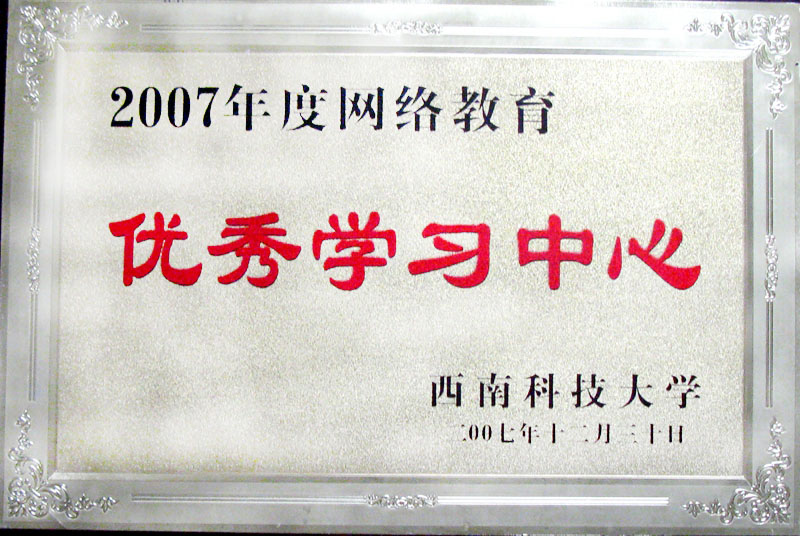 2007年度网络教育
优秀学习中心
西南科技大学
二00七年十二月三十日